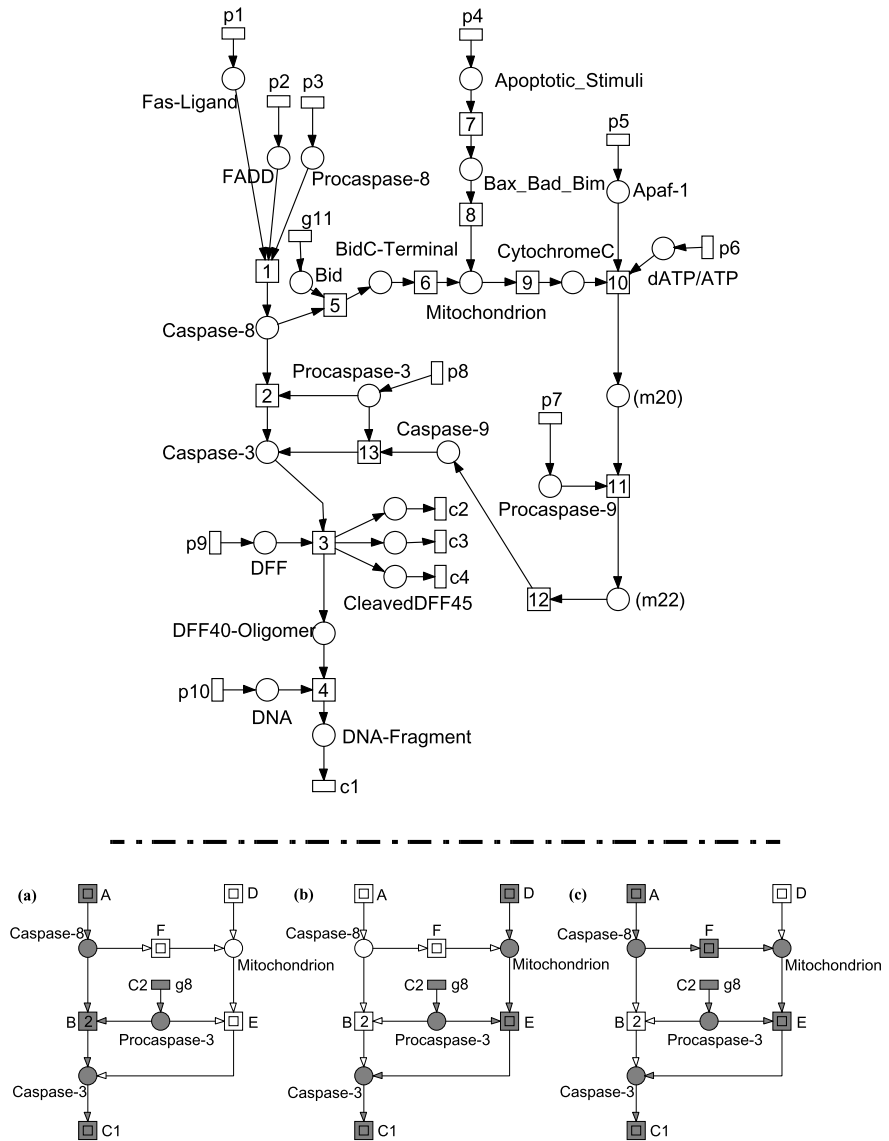 p1
p4
Fas-Ligand
p2
p3
Apoptotic_Stimuli
7
p5
FADD
Procaspase-8
Bax_Bad_Bim
Apaf-1
8
g11
BidC-Terminal
CytochromeC
p6
1
Bid
dATP/ATP
5
6
9
10
Mitochondrion
Caspase-8
Procaspase-3
p8
2
(m20)
p7
Caspase-9
Caspase-3
13
11
Procaspase-9
c2
p9
3
c3
DFF
c4
CleavedDFF45
12
(m22)
DFF40-Oligomer
p10
4
DNA
DNA-Fragment
c1
(a)
A
D
Caspase-8
F
Mitochondrion
C2
g8
B
2
E
Procaspase-3
Caspase-3
C1
(b)
A
D
Caspase-8
F
Mitochondrion
C2
g8
B
2
E
Procaspase-3
Caspase-3
C1
(c)
A
D
Caspase-8
F
Mitochondrion
C2
g8
B
2
E
Procaspase-3
Caspase-3
C1